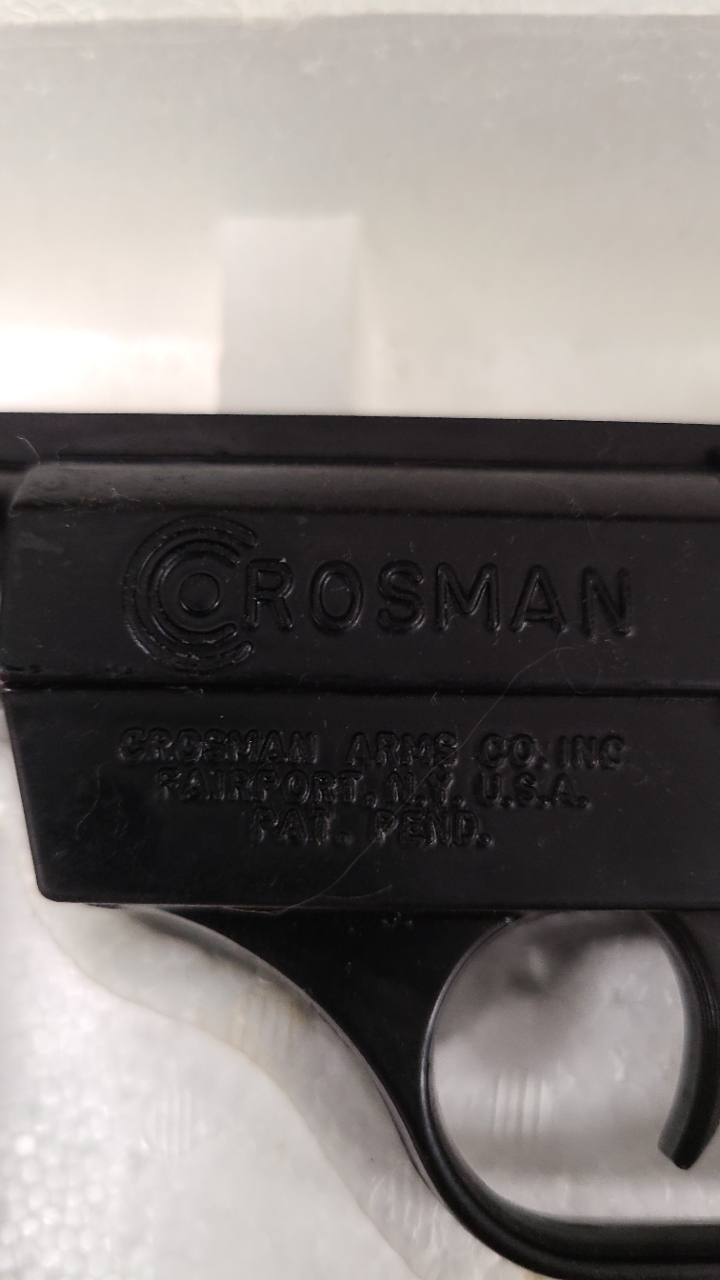 CROSMAN
CROSMAN ARMS CO. INC
FAIRPORT, N.Y. U.S.A.
PAT. PEND.